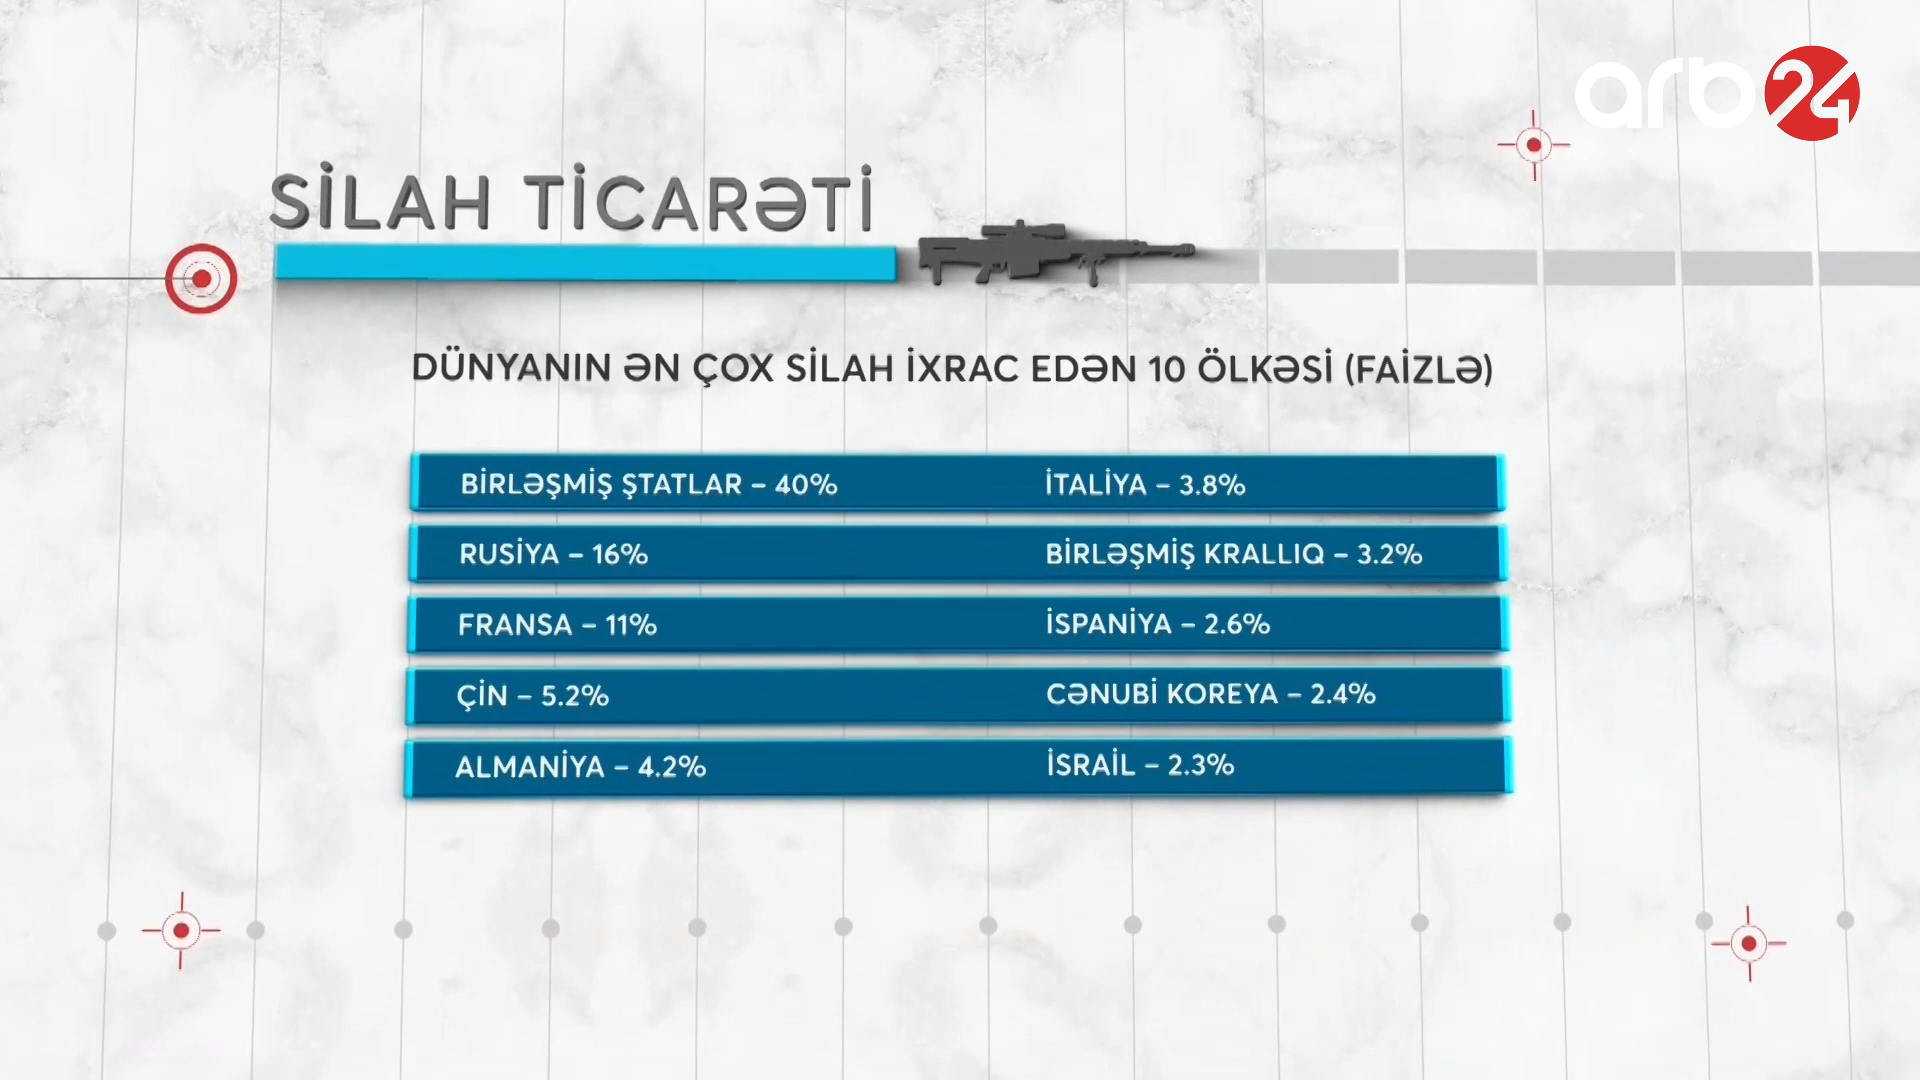 arb24
SİLAH TİCARƏTİ
DÜNYANIN ƏN ÇOX SİLAH İXRAC EDƏN 10 ÖLKƏSİ (FAİZLƏ)
BİRLƏŞMİŞ ŞTATLAR – 40%
RUSİYA – 16%
FRANSA – 11%
ÇİN – 5.2%
ALMANİYA – 4.2%
İTALİYA – 3.8%
BİRLƏŞMİŞ KRALLIQ – 3.2%
İSPANİYA – 2.6%
CƏNUBİ KOREYA – 2.4%
İSRAİL – 2.3%